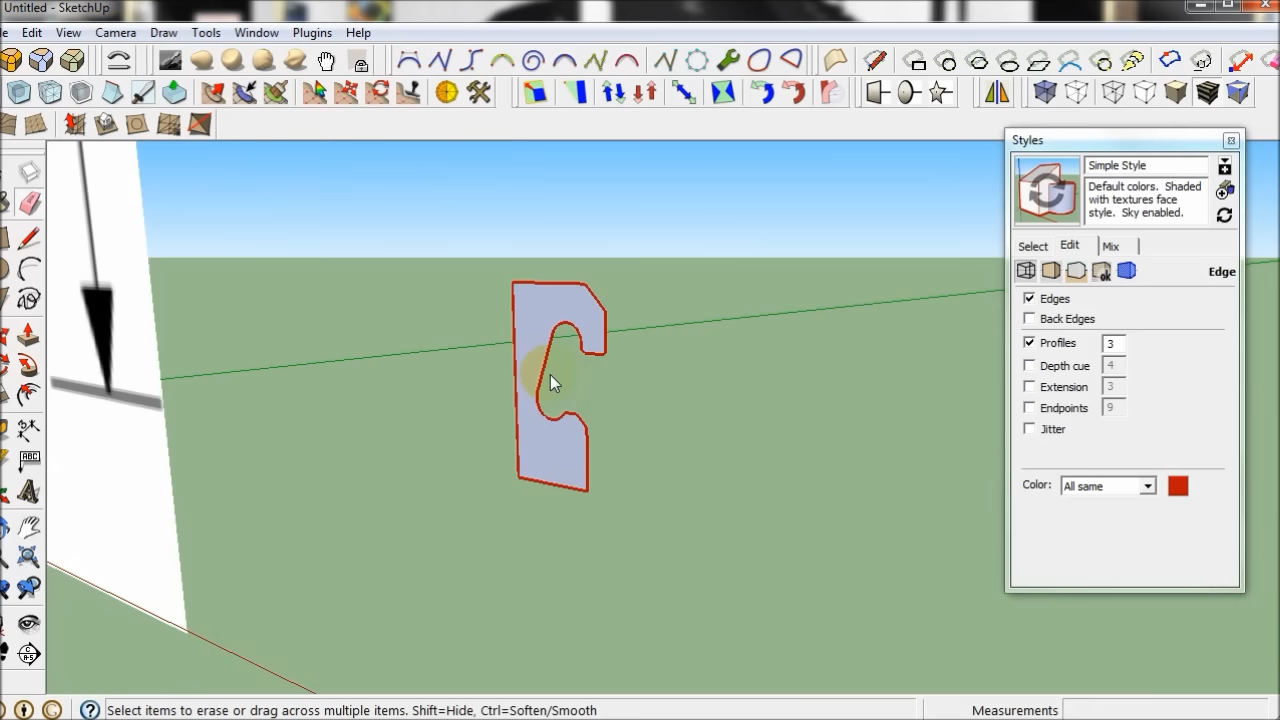 Untitled - SketchUp
le Edit View Camera Draw Tools Window Plugins Help
Styles
Simple Style
Default colors. Shaded
with textures face
style. Sky enabled.
Select Edit Mix
Edge
Edges
Back Edges
Profiles 3
Depth cue 4
Extension 3
Endpoints 9
Jitter
Color: All same
ABC
Select items to erase or drag across multiple items. Shift=Hide, Ctrl=Soften/Smooth
Measurements